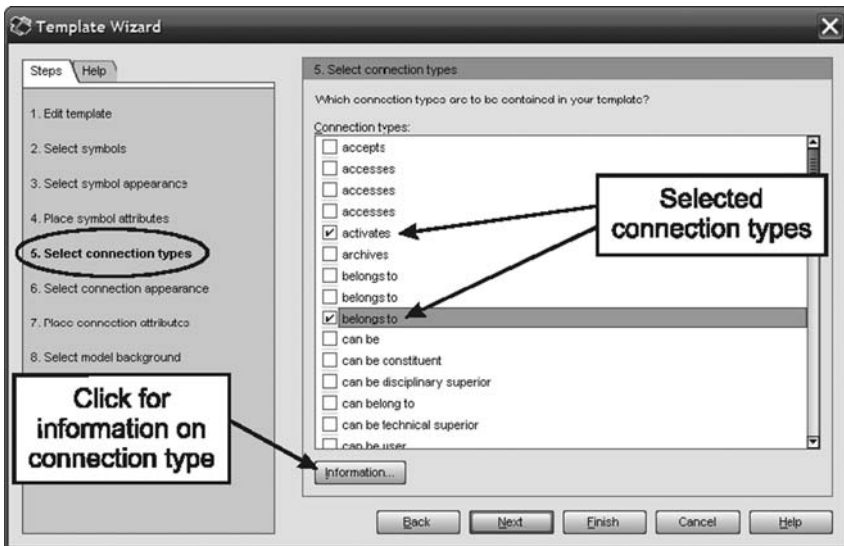 Template Wizard
Steps Help
1. Edit template
2. Select symbols
3. Select symbol appearance
4. Place symbol attributes
5. Select connection types
6. Select connection appearance
7. Place connection attributes
8. Select model background
5. Select connection types
Which connection types are to be contained in your template?
Connection types:
accepts
accesses
accesses
accesses
activates
archives
belongs to
belongs to
belongs to
can be
can be constituent
can be disciplinary superior
can belong to
can be technical superior
can be user
Information...
Selected
connection types
Click for
information on
connection type
Back Next Finish Cancel Help